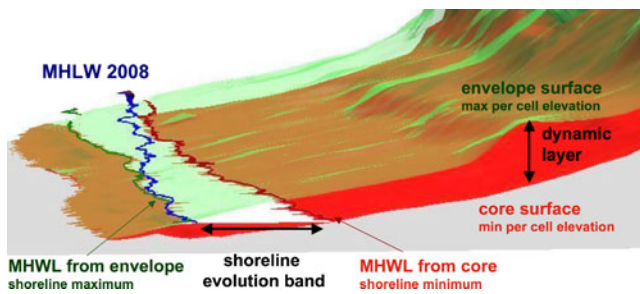 MHLW 2008
envelope surface
max per cell elevation
dynamic
layer
core surface
min per cell elevation
MHWL from envelope
shoreline maximum
shoreline
evolution band
MHWL from core
shoreline minimum